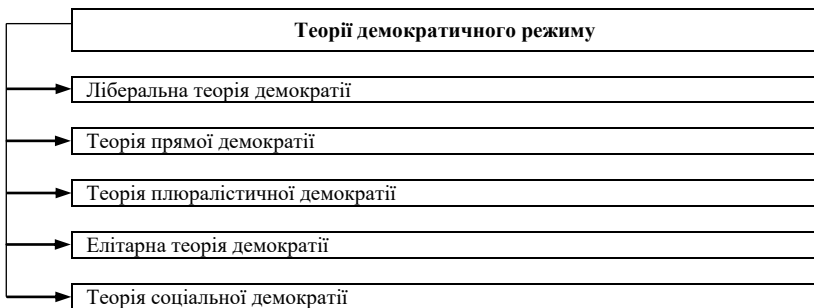 Теорії демократичного режиму
Ліберальна теорія демократії
Теорія прямої демократії
Теорія плюралістичної демократії
Елітарна теорія демократії
Теорія соціальної демократії